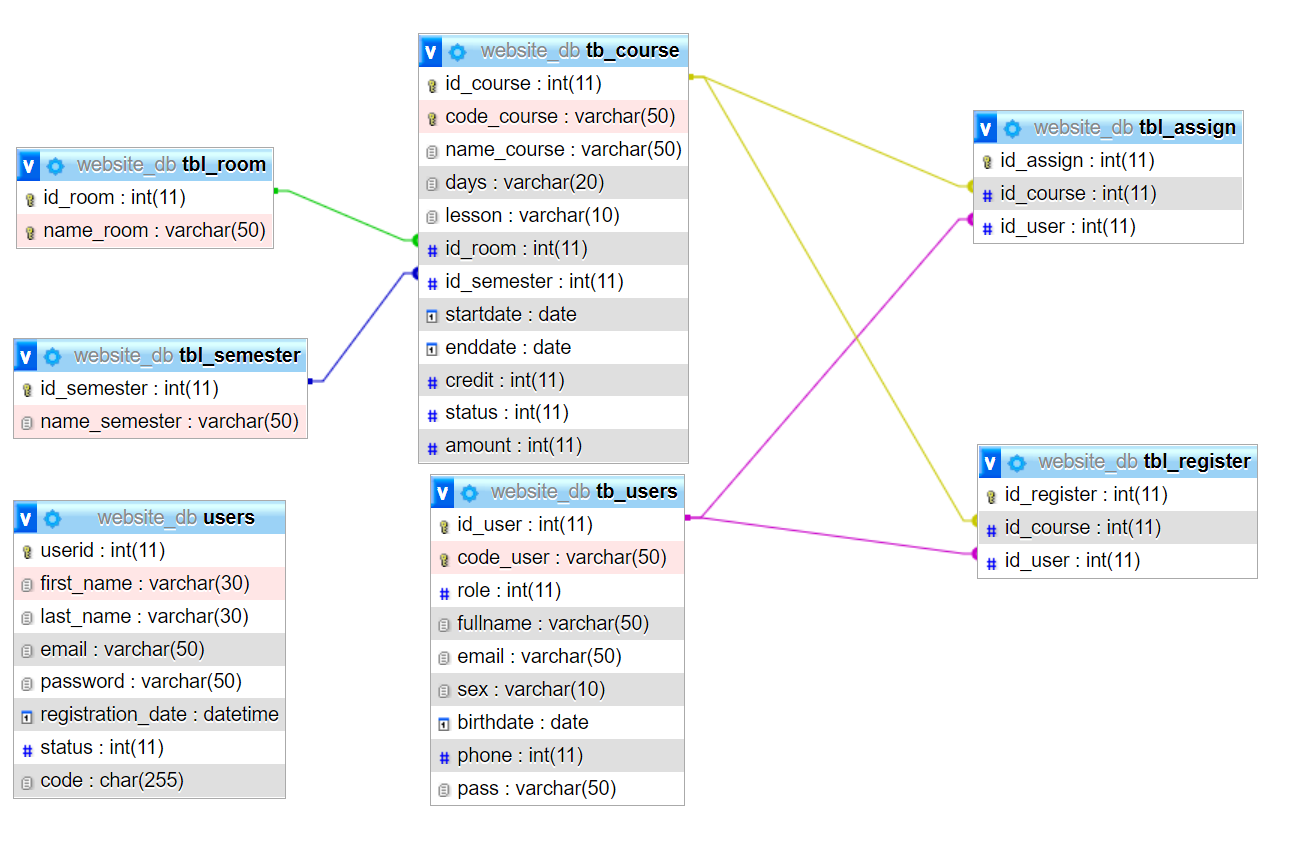 website_db tb_course
id_course : int(11)
code_course : varchar(50)
name_course : varchar(50)
days : varchar(20)
lesson : varchar(10)
id_room : int(11)
id_semester : int(11)
startdate : date
enddate : date
credit : int(11)
status : int(11)
amount : int(11)
v website_db tbl_room
id_room : int(11)
name_room : varchar(50)
v website_db tbl_semester
id_semester : int(11)
name_semester : varchar(50)
v website_db users
userid : int(11)
first_name : varchar(30)
last_name : varchar(30)
email : varchar(50)
password : varchar(50)
registration_date : datetime
# status : int(11)
code : char(255)
v website_db tb_users
id_user : int(11)
code_user : varchar(50)
# role : int(11)
fullname : varchar(50)
email : varchar(50)
sex : varchar(10)
birthdate : date
# phone : int(11)
pass : varchar(50)
v website_db tbl_assign
id_assign : int(11)
# id_course : int(11)
# id_user : int(11)
v website_db tbl_register
id_register : int(11)
# id_course : int(11)
# id_user : int(11)